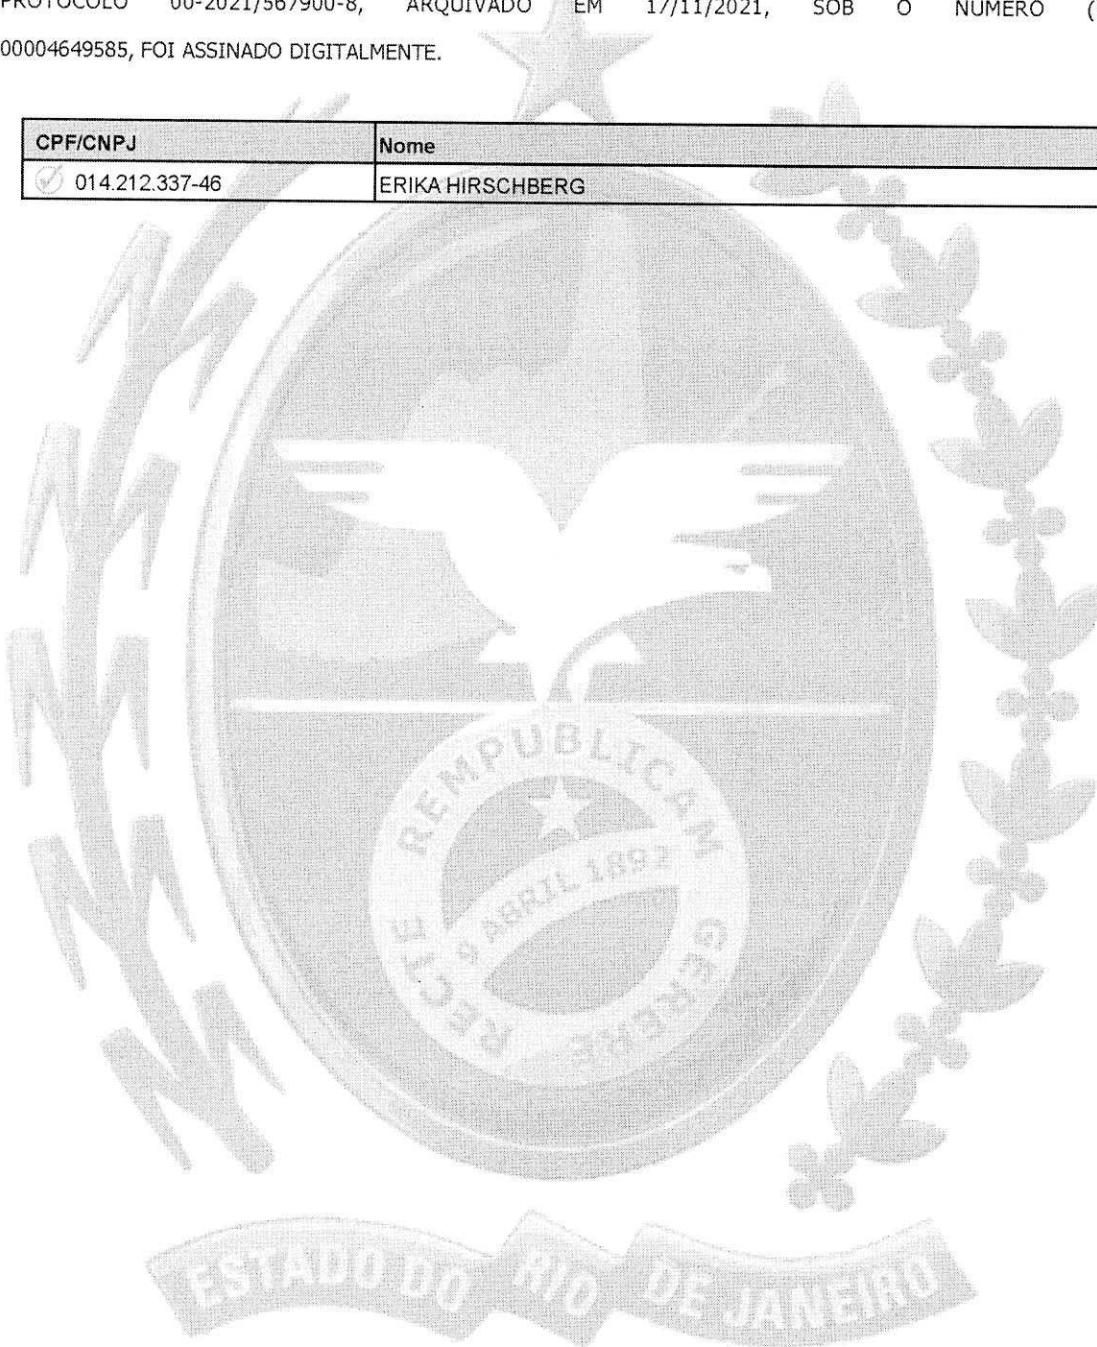 PROTOCOLO 00-2021/567900-8, ARQUIVADO EM 17/11/2021, SOB O NÚMERO (
00004649585, FOI ASSINADO DIGITALMENTE.
CPF/CNPJ Nome
014.212.337-46 ERIKA HIRSCHBERG
RECTE REMPUBLICAM GERERE
9 ABRIL 1892
ESTADO DO RIO DE JANEIRO